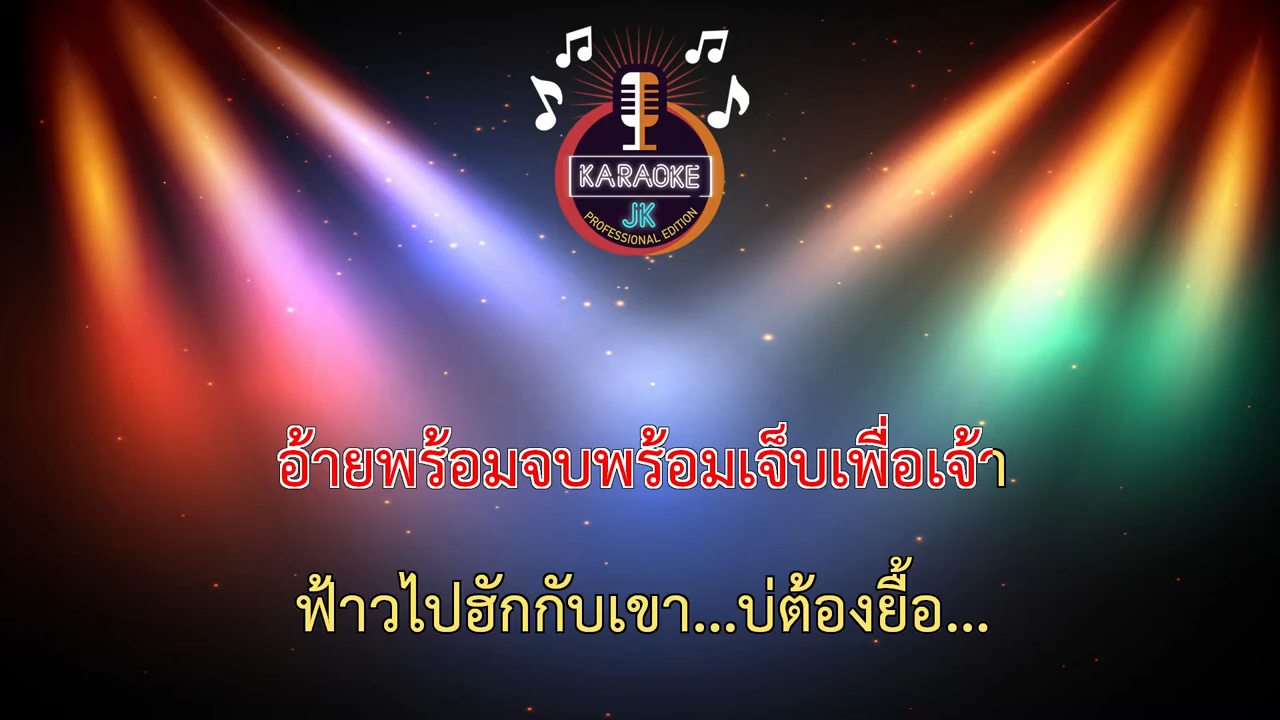 KARAOKE
JK
PROFESSIONAL EDITION
อ้ายพร้อมจบพร้อมเจ็บเพื่อเจ้า
ฟ้าวไปฮักกับเขา...บ่ต้องยื้อ...